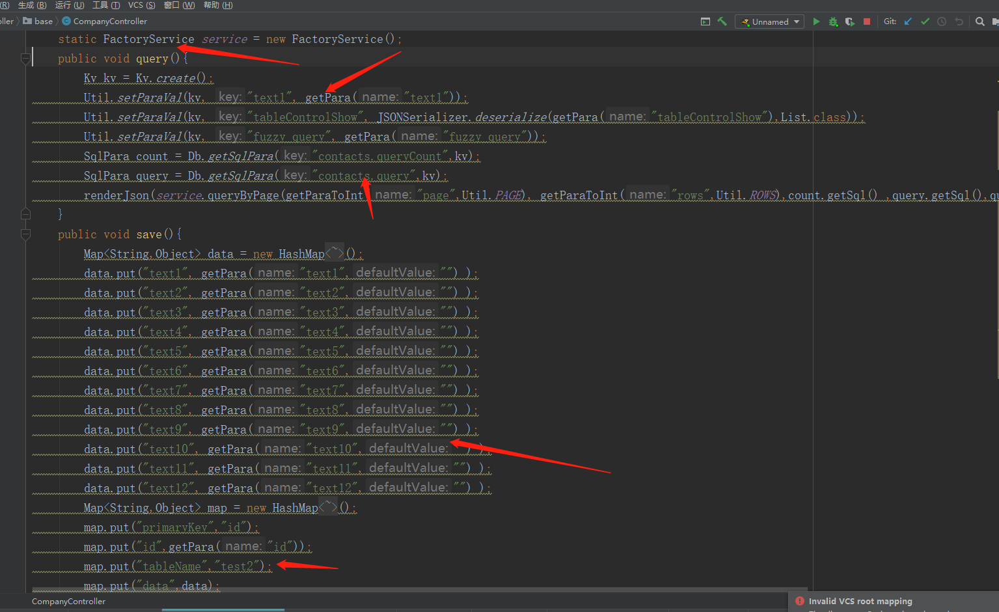 (R) 生成 (B) 运行 (U) 工具 (T) VCS (S) 窗口 (W) 帮助 (H)
ller base CompanyController Unnamed Git:
static FactoryService service = new FactoryService();
public void query(){
Kv kv = Kv.create();
Util.setParaVal(kv, key: "text1", getPara( name: "text1"));
Util.setParaVal(kv, key: "tableControlShow", JSONSerializer.deserialize(getPara( name: "tableControlShow"),List.class));
Util.setParaVal(kv, key: "fuzzy_query", getPara( name: "fuzzy_query"));
SqlPara count = Db.getSqlPara( key: "contacts.queryCount",kv);
SqlPara query = Db.getSqlPara( key: "contacts.query",kv);
renderJson(service.queryByPage(getParaToInt( name: "page",Util.PAGE), getParaToInt( name: "rows",Util.ROWS),count.getSql() ,query.getSql(),qu
}
public void save(){
Map<String,Object> data = new HashMap<~>();
data.put("text1", getPara( name: "text1", defaultValue: "") );
data.put("text2", getPara( name: "text2", defaultValue: "") );
data.put("text3", getPara( name: "text3", defaultValue: "") );
data.put("text4", getPara( name: "text4", defaultValue: "") );
data.put("text5", getPara( name: "text5", defaultValue: "") );
data.put("text6", getPara( name: "text6", defaultValue: "") );
data.put("text7", getPara( name: "text7", defaultValue: "") );
data.put("text8", getPara( name: "text8", defaultValue: "") );
data.put("text9", getPara( name: "text9", defaultValue: "") );
data.put("text10", getPara( name: "text10", defaultValue: ) );
data.put("text11", getPara( name: "text11", defaultValue: "") );
data.put("text12", getPara( name: "text12", defaultValue: "") );
Map<String,Object> map = new HashMap<~>();
map.put("primaryKey","id");
map.put("id",getPara( name: "id"));
map.put("tableName","test2");
map.put("data",data);
CompanyController
Invalid VCS root mapping